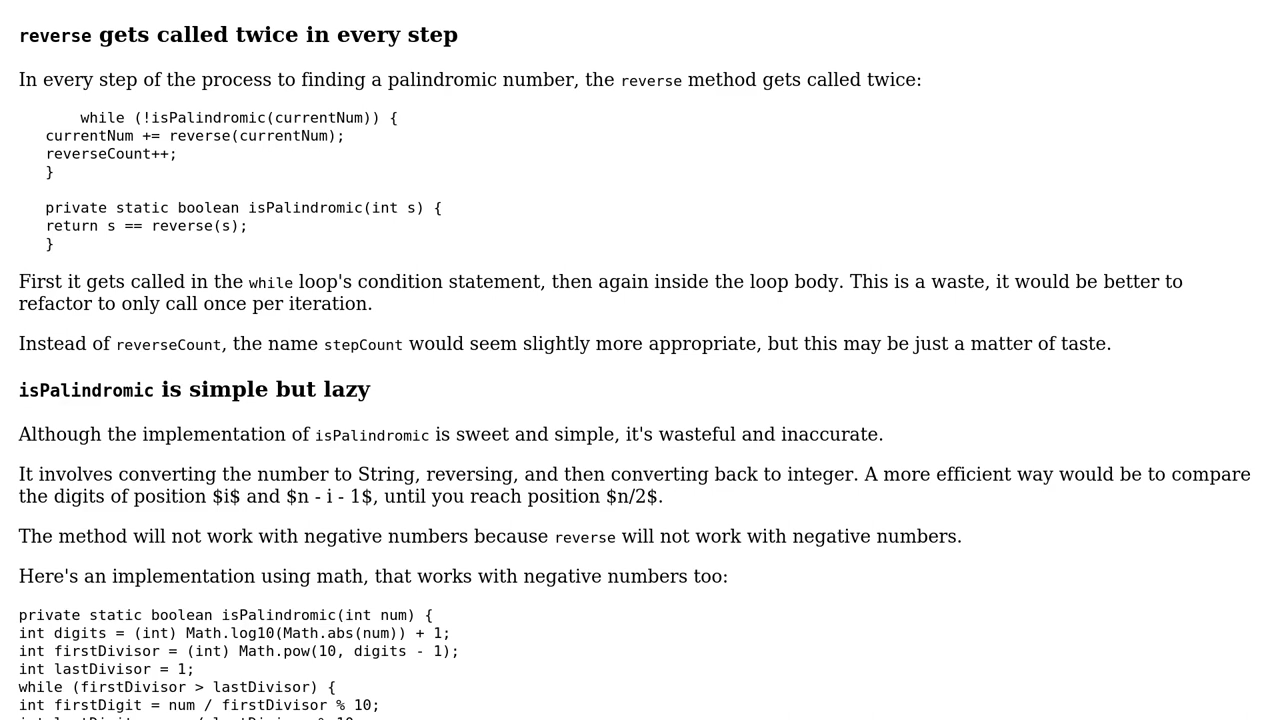 reverse gets called twice in every step
In every step of the process to finding a palindromic number, the reverse method gets called twice:
while (!isPalindromic(currentNum)) {
currentNum += reverse(currentNum);
reverseCount++;
}
private static boolean isPalindromic(int s) {
return s == reverse(s);
}
First it gets called in the while loop's condition statement, then again inside the loop body. This is a waste, it would be better to
refactor to only call once per iteration.
Instead of reverseCount, the name stepCount would seem slightly more appropriate, but this may be just a matter of taste.
isPalindromic is simple but lazy
Although the implementation of isPalindromic is sweet and simple, it's wasteful and inaccurate.
It involves converting the number to String, reversing, and then converting back to integer. A more efficient way would be to compare
the digits of position $i$ and $n - i - 1$, until you reach position $n/2$.
The method will not work with negative numbers because reverse will not work with negative numbers.
Here's an implementation using math, that works with negative numbers too:
private static boolean isPalindromic(int num) {
int digits = (int) Math.log10(Math.abs(num)) + 1;
int firstDivisor = (int) Math.pow(10, digits - 1);
int lastDivisor = 1;
while (firstDivisor > lastDivisor) {
int firstDigit = num / firstDivisor % 10;